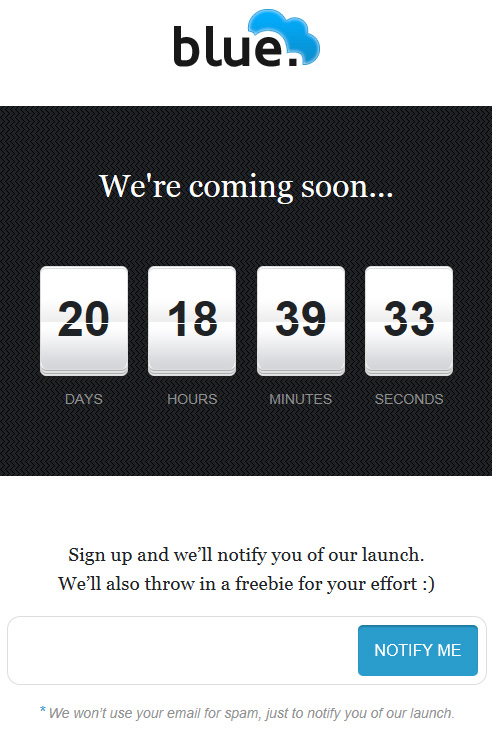 blue.
We're coming soon...
20 18 39 33
DAYS HOURS MINUTES SECONDS
Sign up and we’ll notify you of our launch.
We’ll also throw in a freebie for your effort :)
NOTIFY ME
* We won’t use your email for spam, just to notify you of our launch.